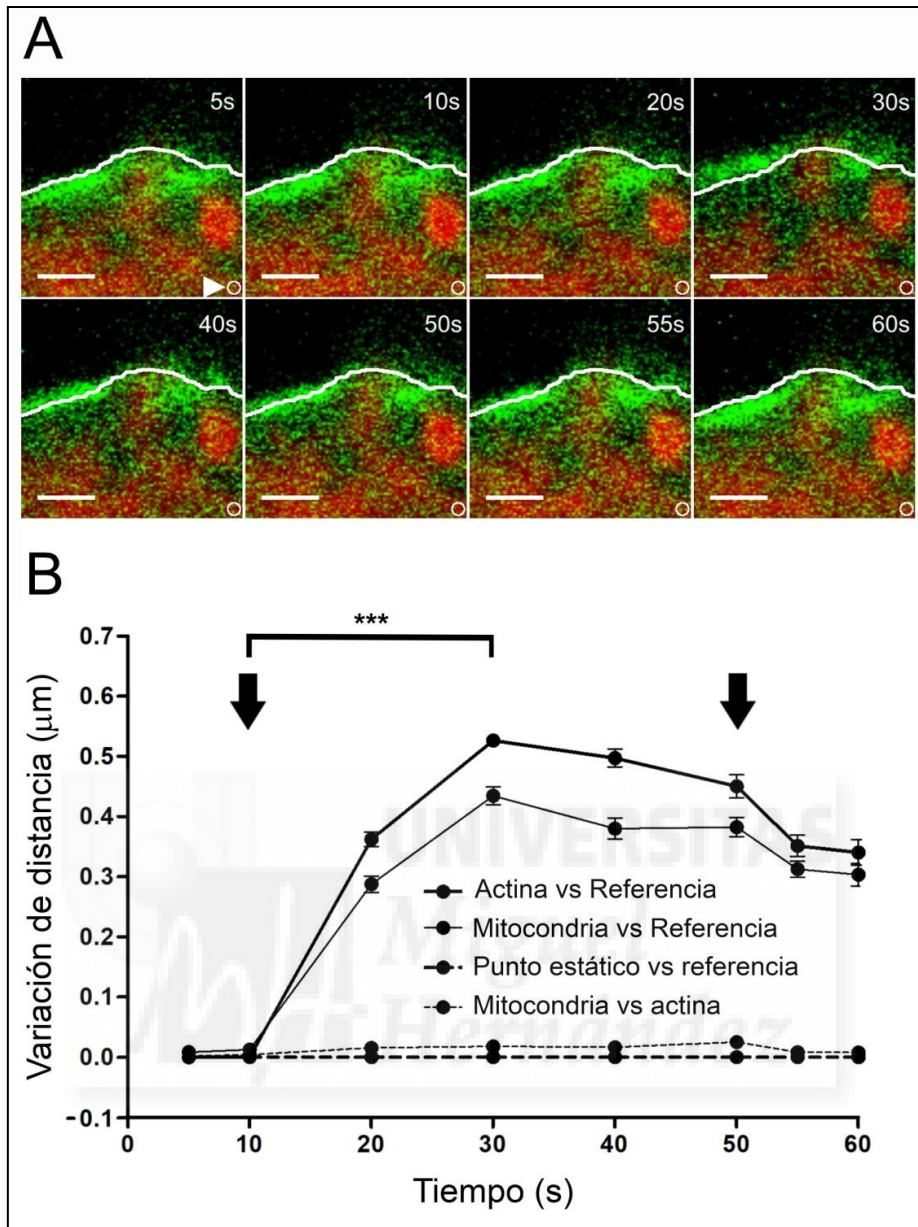 A
5s 10s 20s 30s
40s 50s 55s 60s
B
***
0.7
0.6
0.5
0.4
0.3
0.2
0.1
0.0
-0.1
Variación de distancia (μm)
UNIVERSITAS
Miguel
Hernández
Actina vs Referencia
Mitocondria vs Referencia
Punto estático vs referencia
Mitocondria vs actina
0 10 20 30 40 50 60
Tiempo (s)